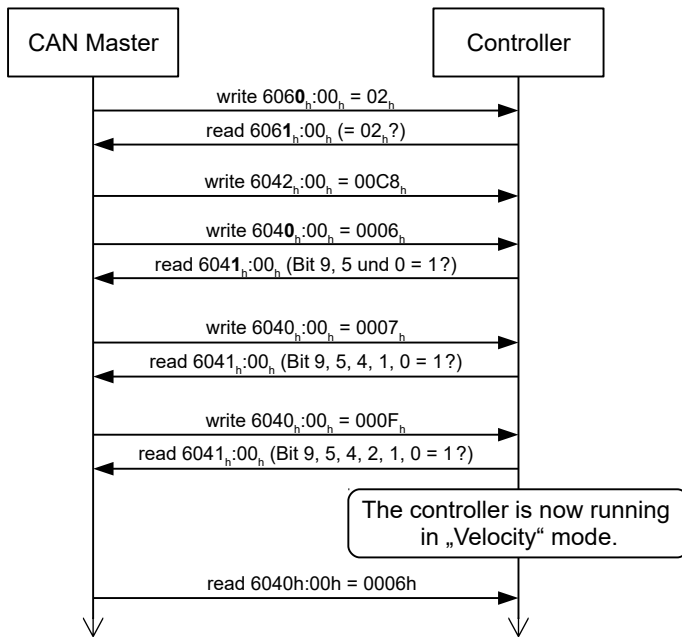 CAN Master
Controller
write 6060ₕ:00ₕ = 02ₕ
read 6061ₕ:00ₕ (= 02ₕ?)
write 6042ₕ:00ₕ = 00C8ₕ
write 6040ₕ:00ₕ = 0006ₕ
read 6041ₕ:00ₕ (Bit 9, 5 und 0 = 1?)
write 6040ₕ:00ₕ = 0007ₕ
read 6041ₕ:00ₕ (Bit 9, 5, 4, 1, 0 = 1?)
write 6040ₕ:00ₕ = 000Fₕ
read 6041ₕ:00ₕ (Bit 9, 5, 4, 2, 1, 0 = 1?)
The controller is now running
in „Velocity“ mode.
read 6040h:00h = 0006h